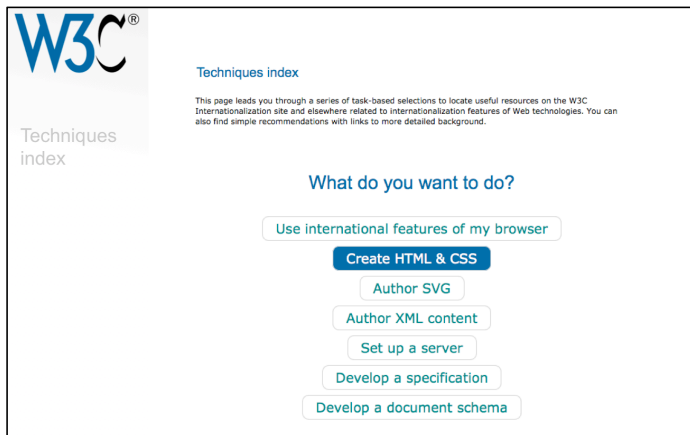 W3C®
Techniques
index
Techniques index
This page leads you through a series of task-based selections to locate useful resources on the W3C
Internationalization site and elsewhere related to internationalization features of Web technologies. You can
also find simple recommendations with links to more detailed background.
What do you want to do?
Use international features of my browser
Create HTML & CSS
Author SVG
Author XML content
Set up a server
Develop a specification
Develop a document schema